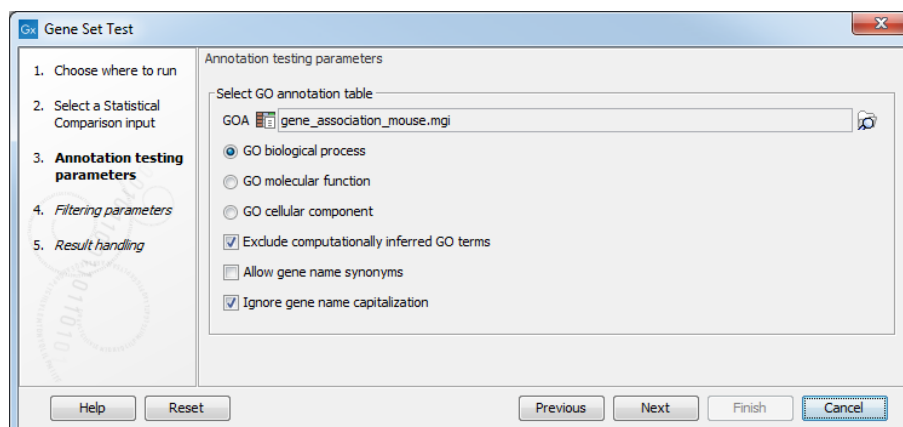 Gx Gene Set Test
1. Choose where to run
2. Select a Statistical
Comparison input
3. Annotation testing
parameters
4. Filtering parameters
5. Result handling
Annotation testing parameters
Select GO annotation table
GOA gene_association_mouse.mgi
GO biological process
GO molecular function
GO cellular component
Exclude computationally inferred GO terms
Allow gene name synonyms
Ignore gene name capitalization
Help Reset Previous Next Finish Cancel